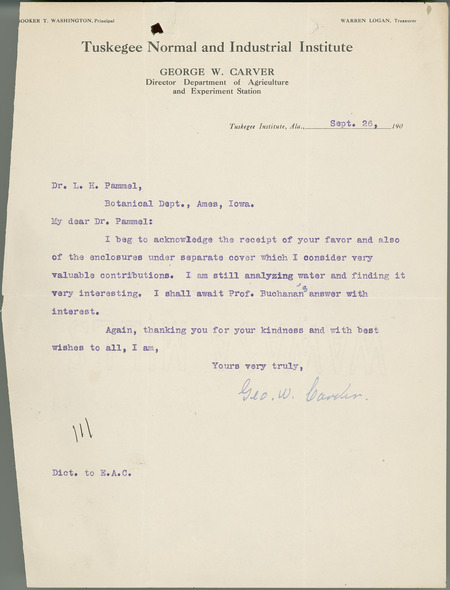 BOOKER T. WASHINGTON, Principal
WARREN LOGAN, Treasurer
Tuskegee Normal and Industrial Institute
GEORGE W. CARVER
Director Department of Agriculture
and Experiment Station
Tuskegee Institute, Ala., Sept. 26, 190
Dr. L. H. Pammel,
Botanical Dept., Ames, Iowa.
My dear Dr. Pammel:
I beg to acknowledge the receipt of your favor and also
of the enclosures under separate cover which I consider very
valuable contributions. I am still analyzing water and finding it
very interesting. I shall await Prof. Buchanan's answer with
interest.
Again, thanking you for your kindness and with best
wishes to all, I am,
Yours very truly,
Geo. W. Carver.
111
Dict. to E.A.C.